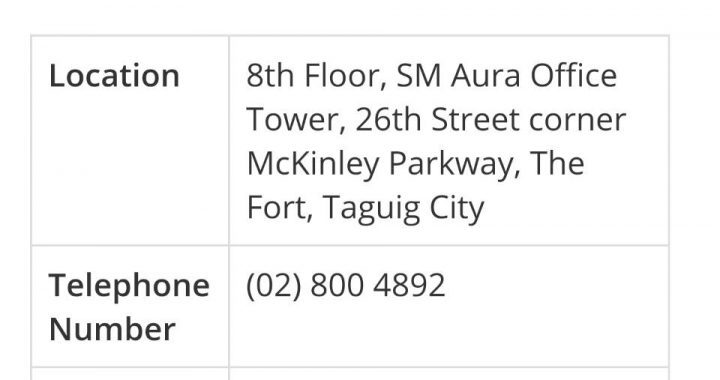 Location
8th Floor, SM Aura Office
Tower, 26th Street corner
McKinley Parkway, The
Fort, Taguig City
Telephone
Number
(02) 800 4892